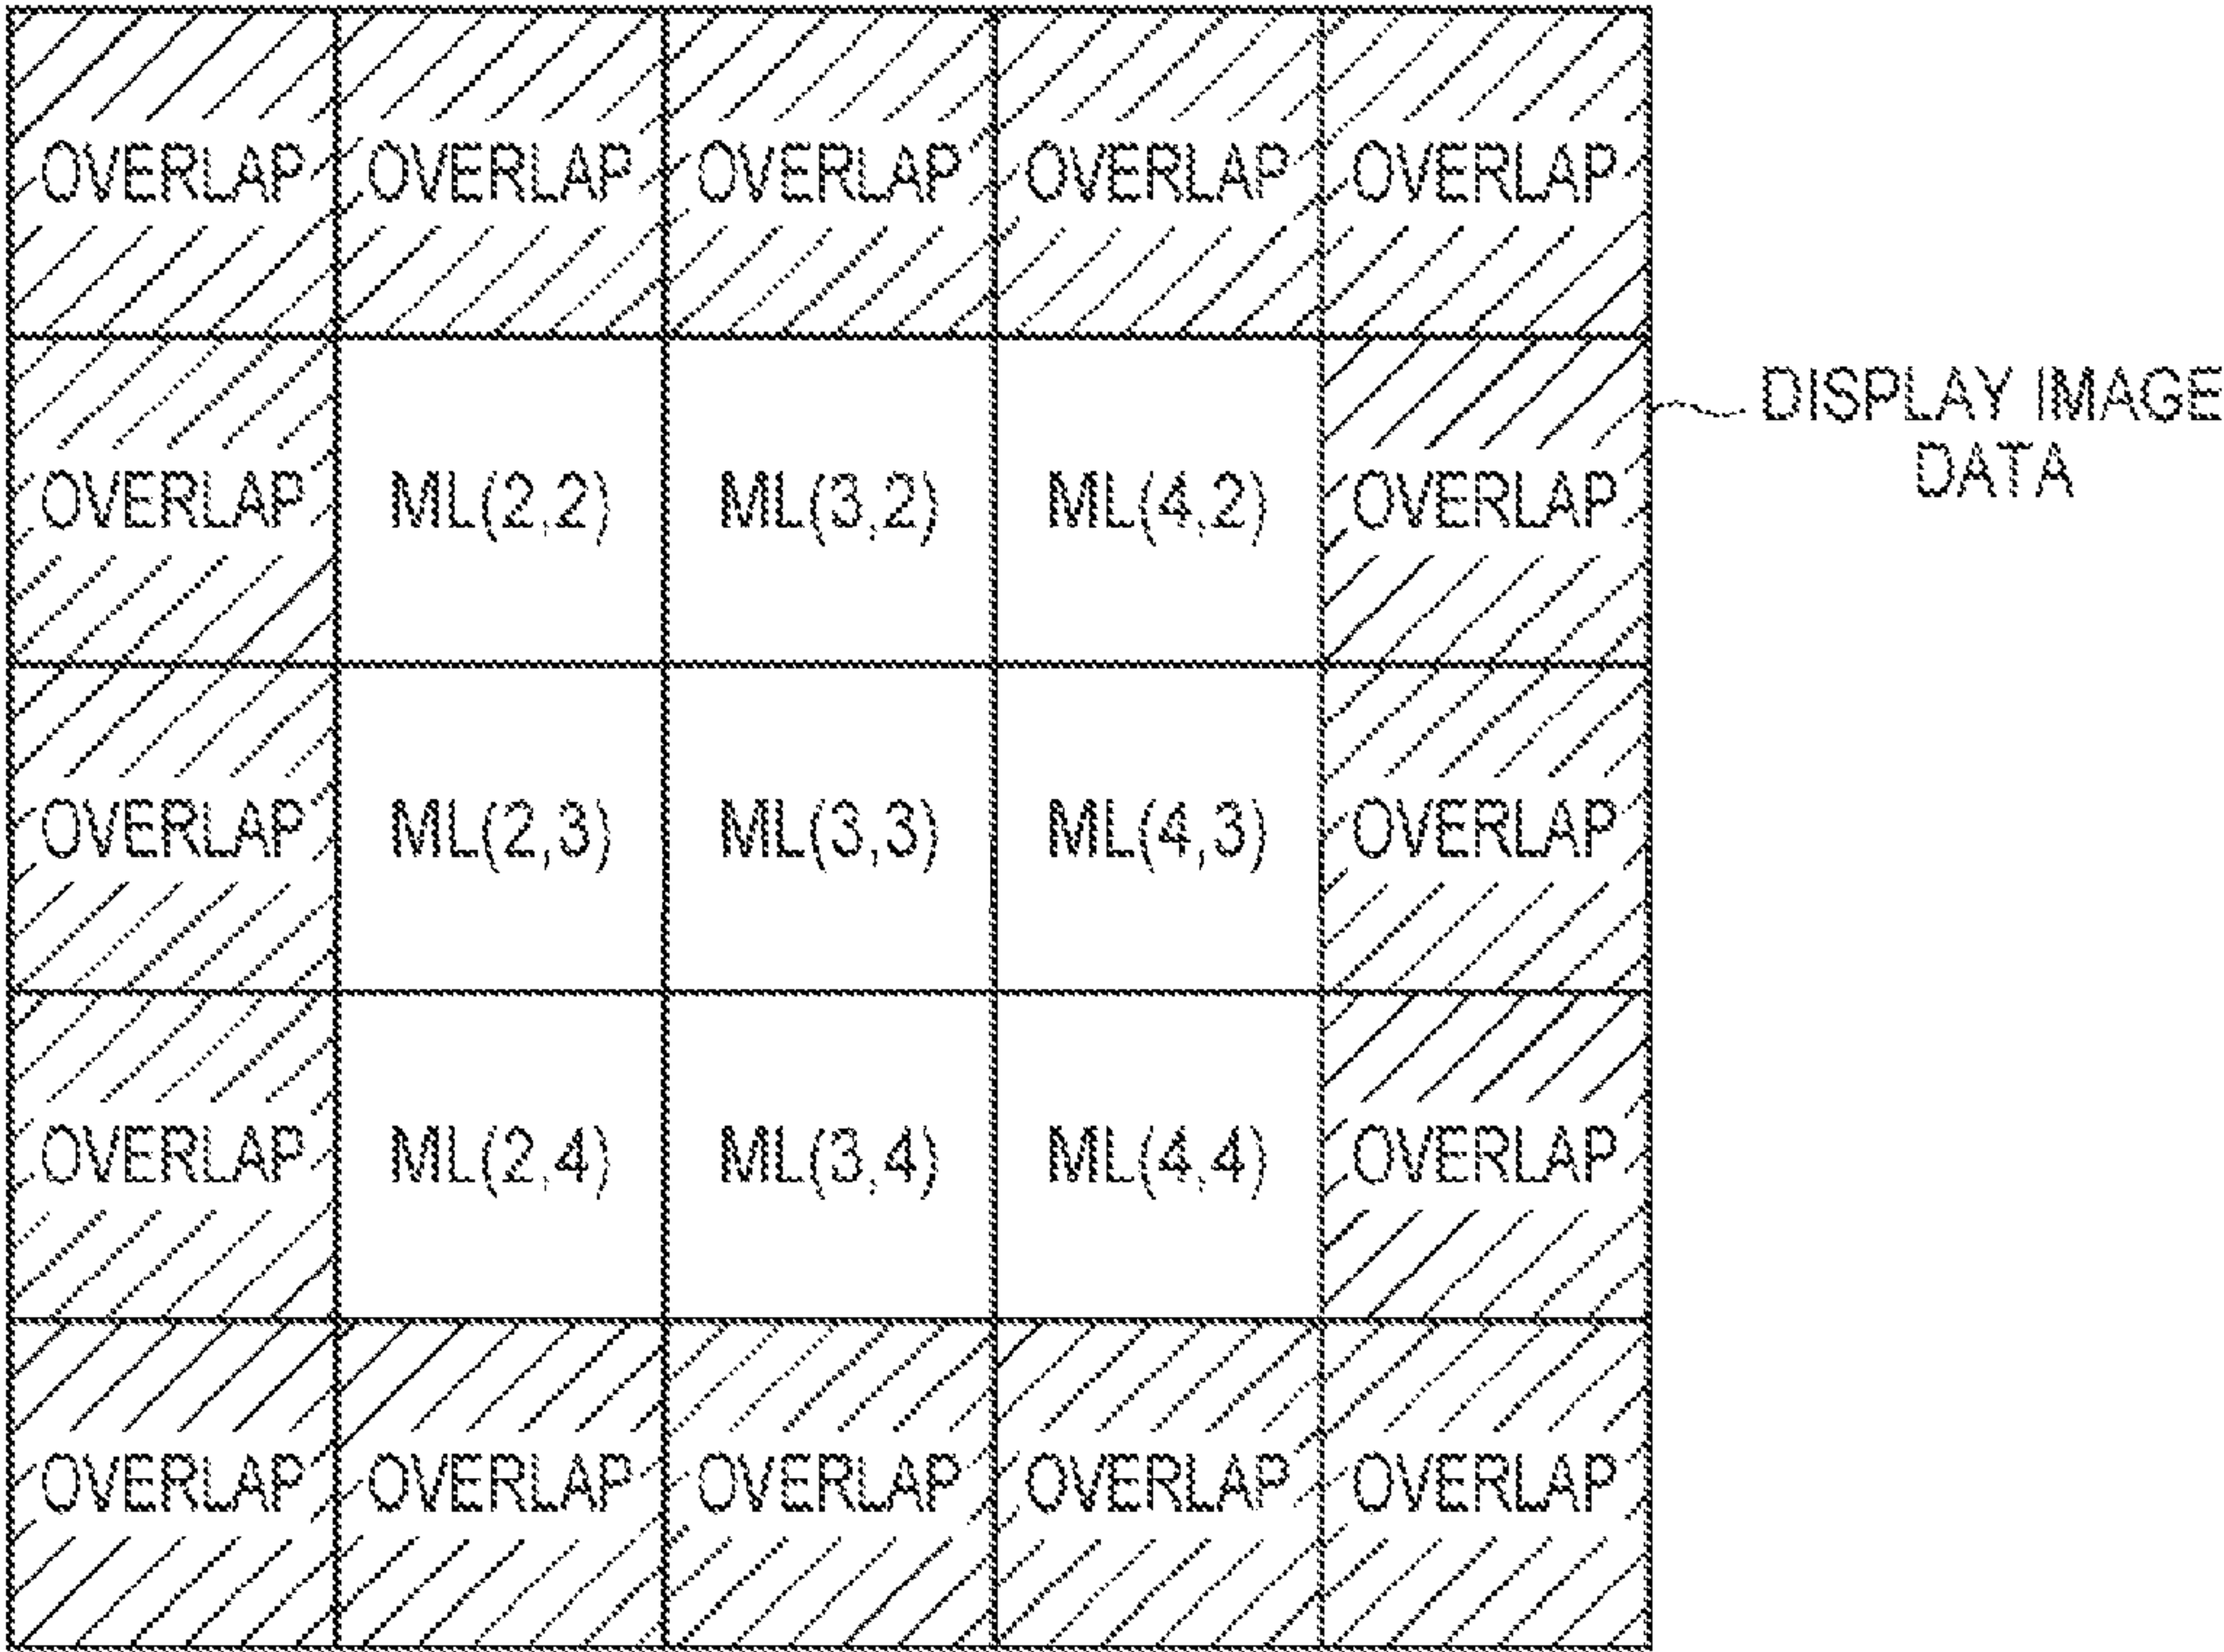 OVERLAP OVERLAP OVERLAP OVERLAP OVERLAP
OVERLAP ML(2,2) ML(3,2) ML(4,2) OVERLAP
DISPLAY IMAGE
DATA
OVERLAP ML(2,3) ML(3,3) ML(4,3) OVERLAP
OVERLAP ML(2,4) ML(3,4) ML(4,4) OVERLAP
OVERLAP OVERLAP OVERLAP OVERLAP OVERLAP